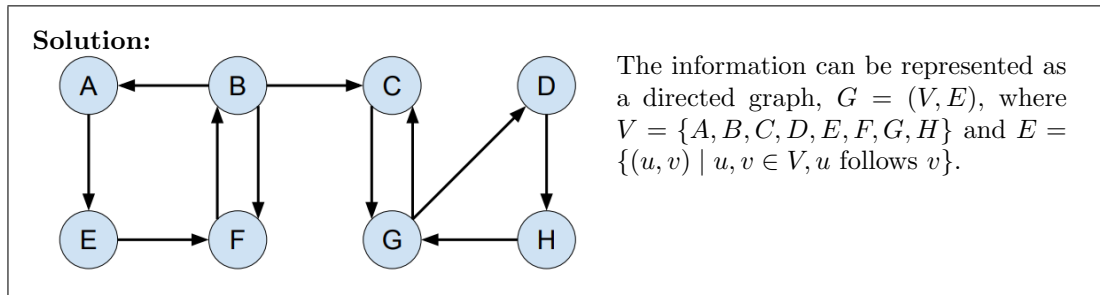 Solution:
A B C D
E F G H
The information can be represented as
a directed graph, G = (V, E), where
V = {A, B, C, D, E, F, G, H} and E =
{(u, v) | u, v ∈ V, u follows v}.